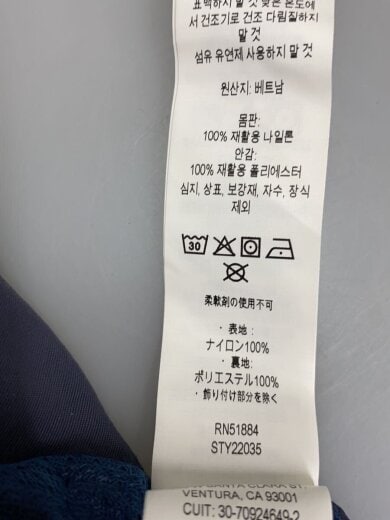 표백하지 말 것 낮은 온도에
서 건조기로 건조 다림질하지
말 것
섬유 유연제 사용하지 말 것
원산지: 베트남
몸판:
100% 재활용 나일론
안감:
100% 재활용 폴리에스터
심지, 상표, 보강재, 자수, 장식
제외
30
柔軟剤の使用不可
・表地：
ナイロン100%
・裏地:
ポリエステル100%
・飾り付け部分を除く
RN51884
STY22035
SANTA CLARA ST.
VENTURA, CA 93001
CUIT: 30-70924649-2